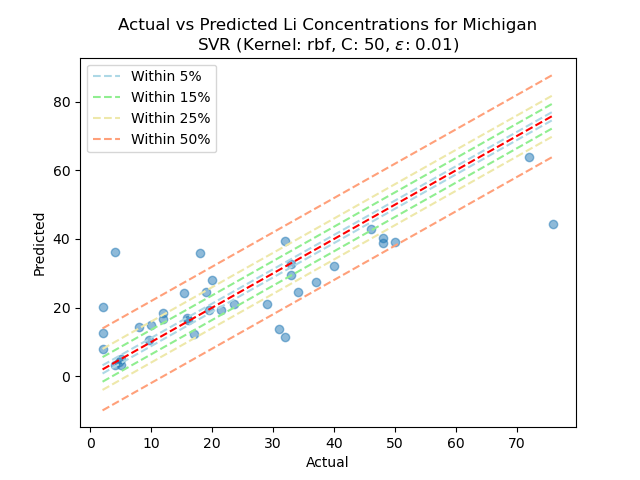 Actual vs Predicted Li Concentrations for Michigan
SVR (Kernel: rbf, C: 50, ε: 0.01)
Within 5%
Within 15%
Within 25%
Within 50%
80
60
40
20
0
Predicted
0 10 20 30 40 50 60 70
Actual